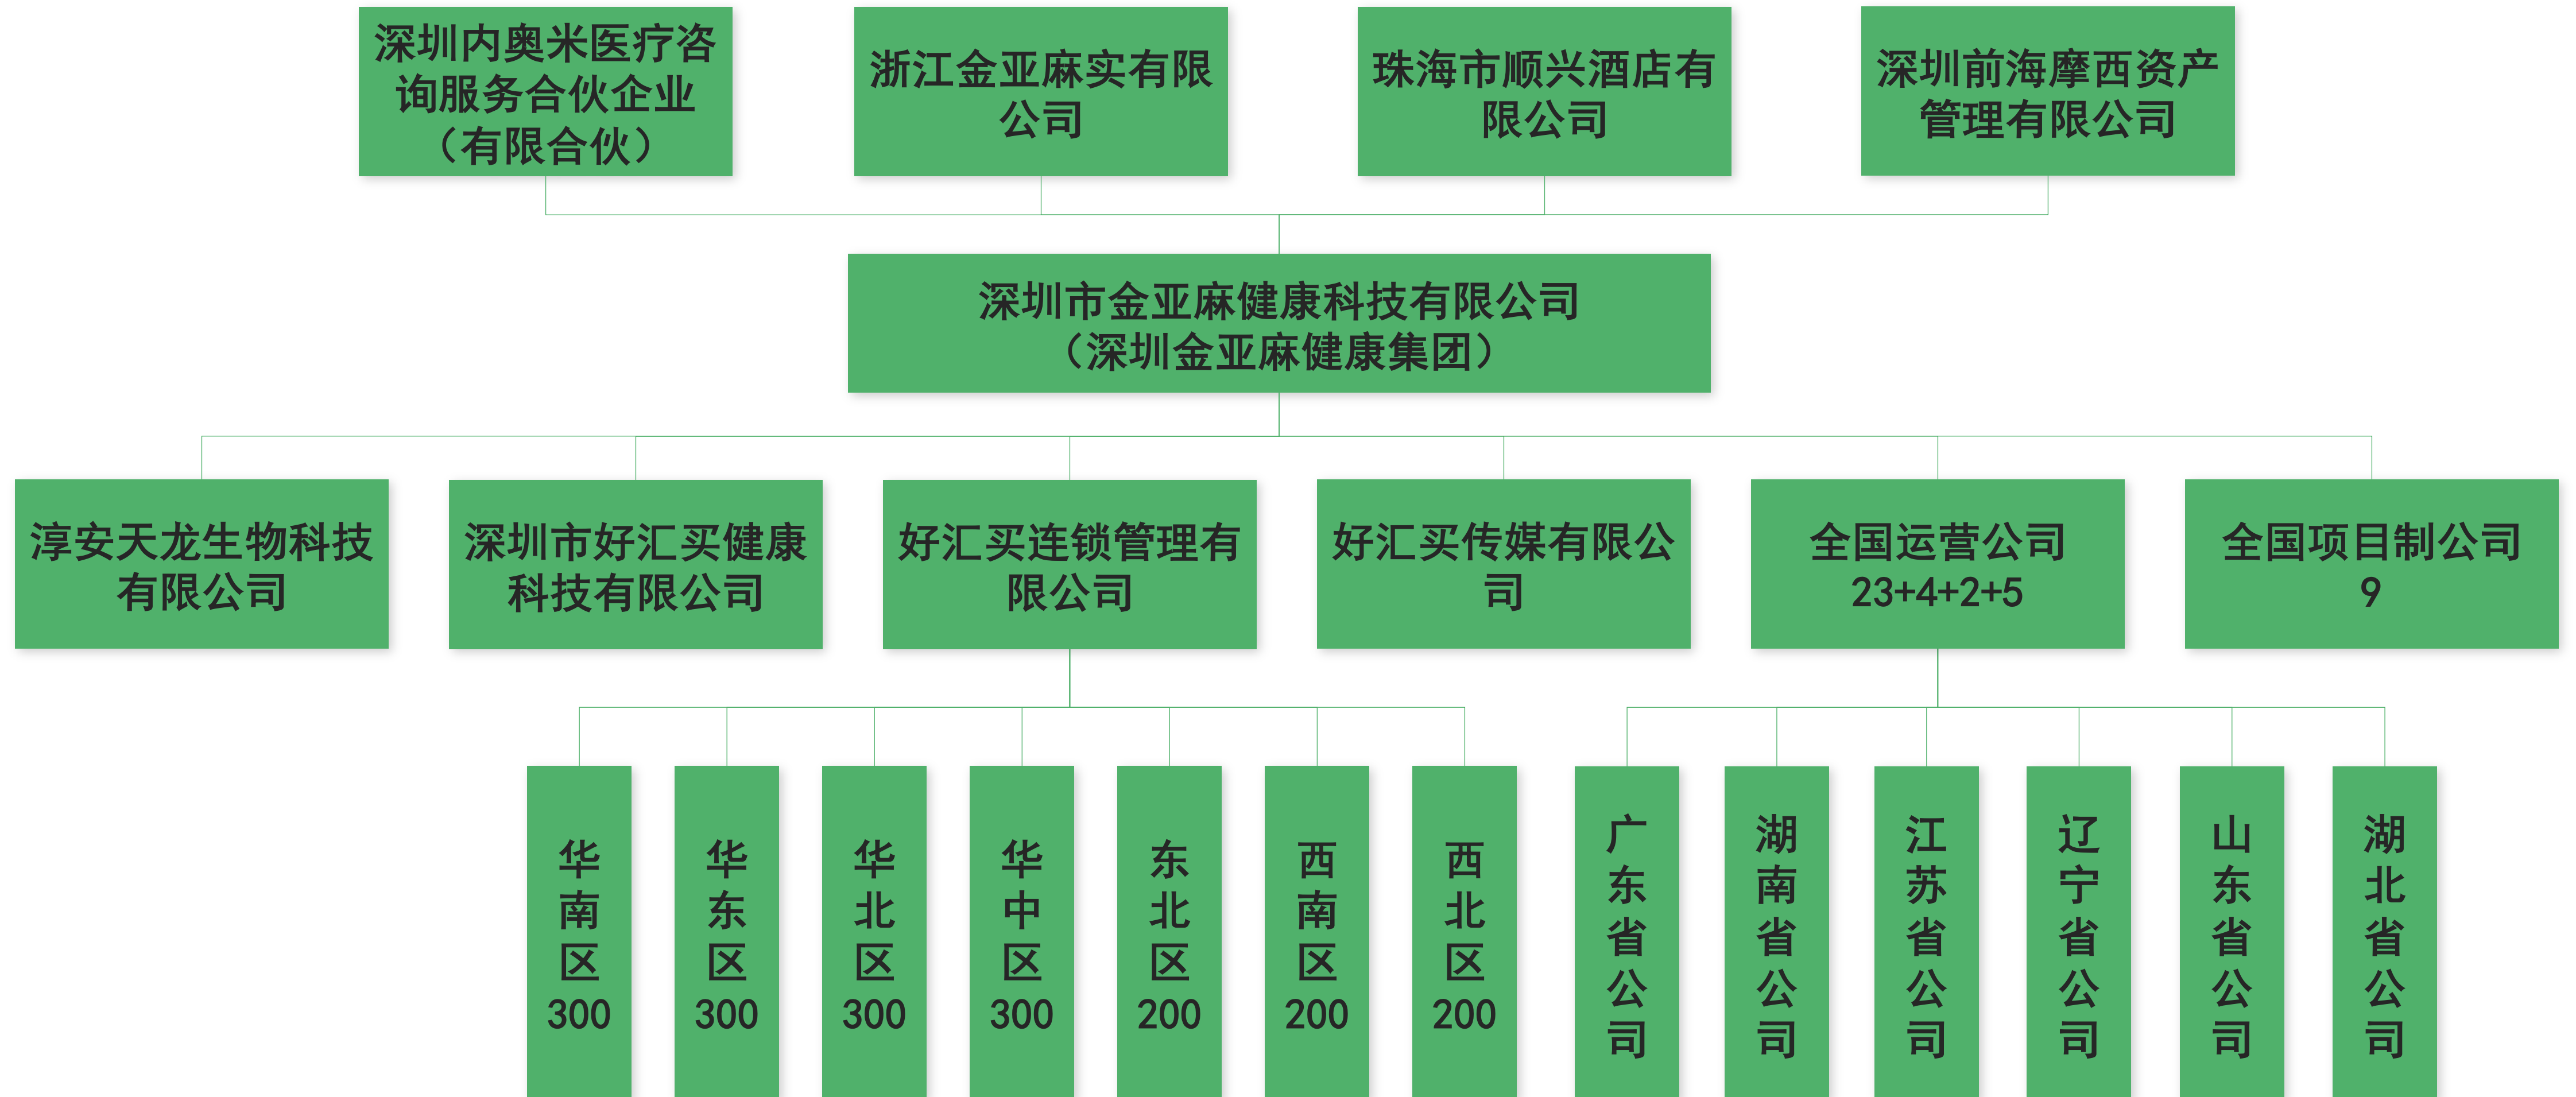 深圳内奥米医疗咨
询服务合伙企业
（有限合伙）
浙江金亚麻实有限
公司
珠海市顺兴酒店有
限公司
深圳前海摩西资产
管理有限公司
深圳市金亚麻健康科技有限公司
（深圳金亚麻健康集团）
淳安天龙生物科技
有限公司
深圳市好汇买健康
科技有限公司
好汇买连锁管理有
限公司
好汇买传媒有限公
司
全国运营公司
23+4+2+5
全国项目制公司
9
华南区
300
华东区
300
华北区
300
华中区
300
东北区
200
西南区
200
西北区
200
广东省公司
湖南省公司
江苏省公司
辽宁省公司
山东省公司
湖北省公司